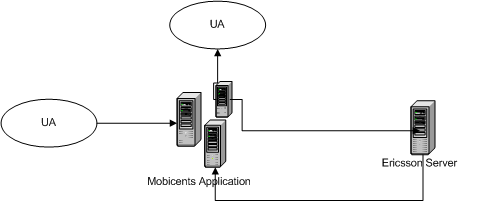 UA
UA
Ericsson Server
Mobicents Application